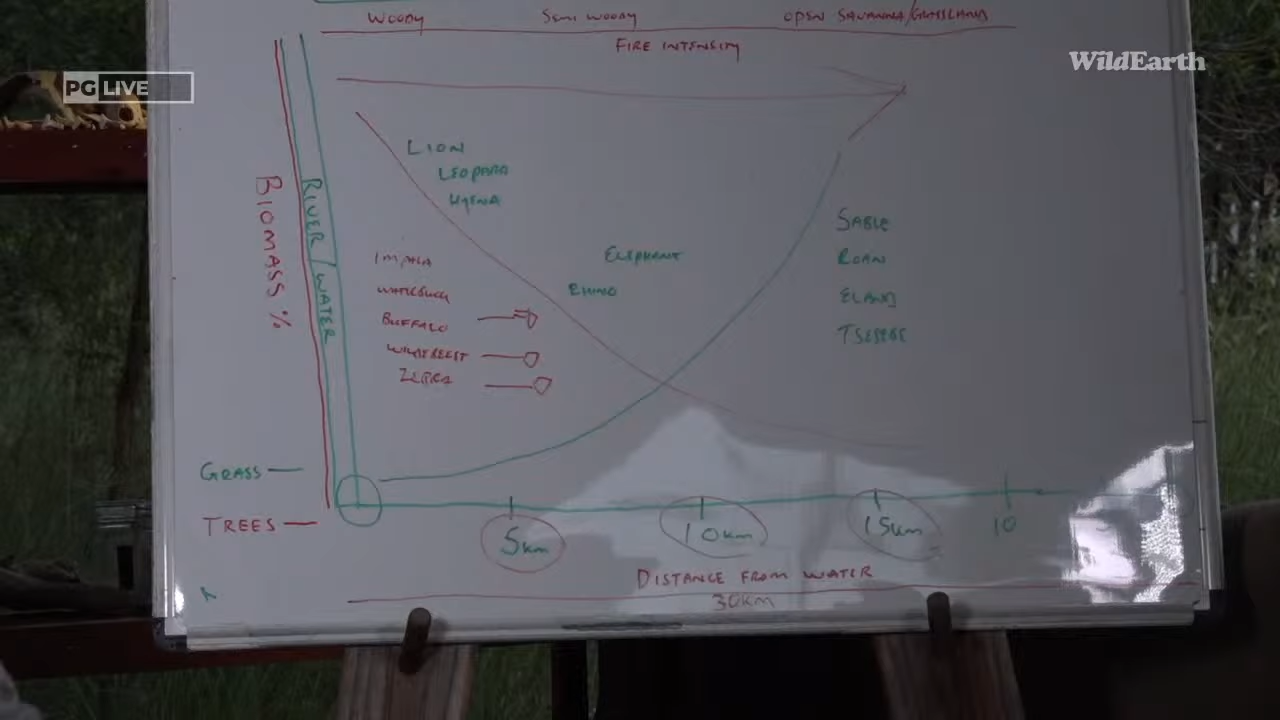 WOODY SEMI WOODY OPEN SAVANNA/GRASSLAND
FIRE INTENSITY
PG LIVE
WildEarth
BIOMASS %
RIVER/WATER
LION
LEOPARD
HYENA
IMPALA
WATERBUCK
BUFFALO
WILDEBEEST
ZEBRA
ELEPHANT
RHINO
SABLE
ROAN
ELAND
TSESEBE
GRASS
TREES
5km 10km 15km 10
DISTANCE FROM WATER
30km